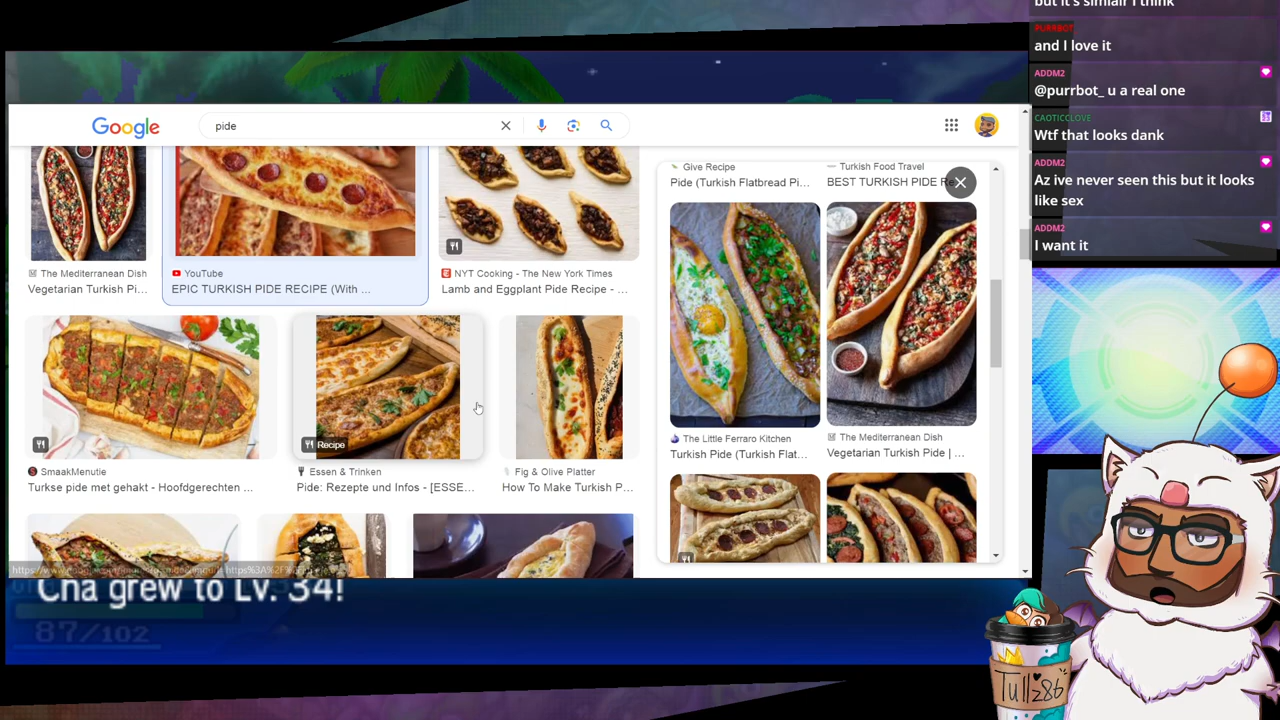 Google
pide
The Mediterranean Dish
Vegetarian Turkish Pi...
YouTube
EPIC TURKISH PIDE RECIPE (With ...
NYT Cooking - The New York Times
Lamb and Eggplant Pide Recipe - ...
Recipe
SmaakMenutie
Turkse pide met gehakt - Hoofdgerechten ...
Essen & Trinken
Pide: Rezepte und Infos - [ESSE...
Fig & Olive Platter
How To Make Turkish P...
Give Recipe
Pide (Turkish Flatbread Pi...
Turkish Food Travel
BEST TURKISH PIDE Re
The Little Ferraro Kitchen
Turkish Pide (Turkish Flat...
The Mediterranean Dish
Vegetarian Turkish Pide | ...
Cha grew to Lv. 34!
87/102
but it's simlair I think
PURRBOT_
and I love it
ADDM2
@purrbot_ u a real one
CAOTICCLOVE
Wtf that looks dank
ADDM2
Az ive never seen this but it looks
like sex
ADDM2
I want it
Tullz86